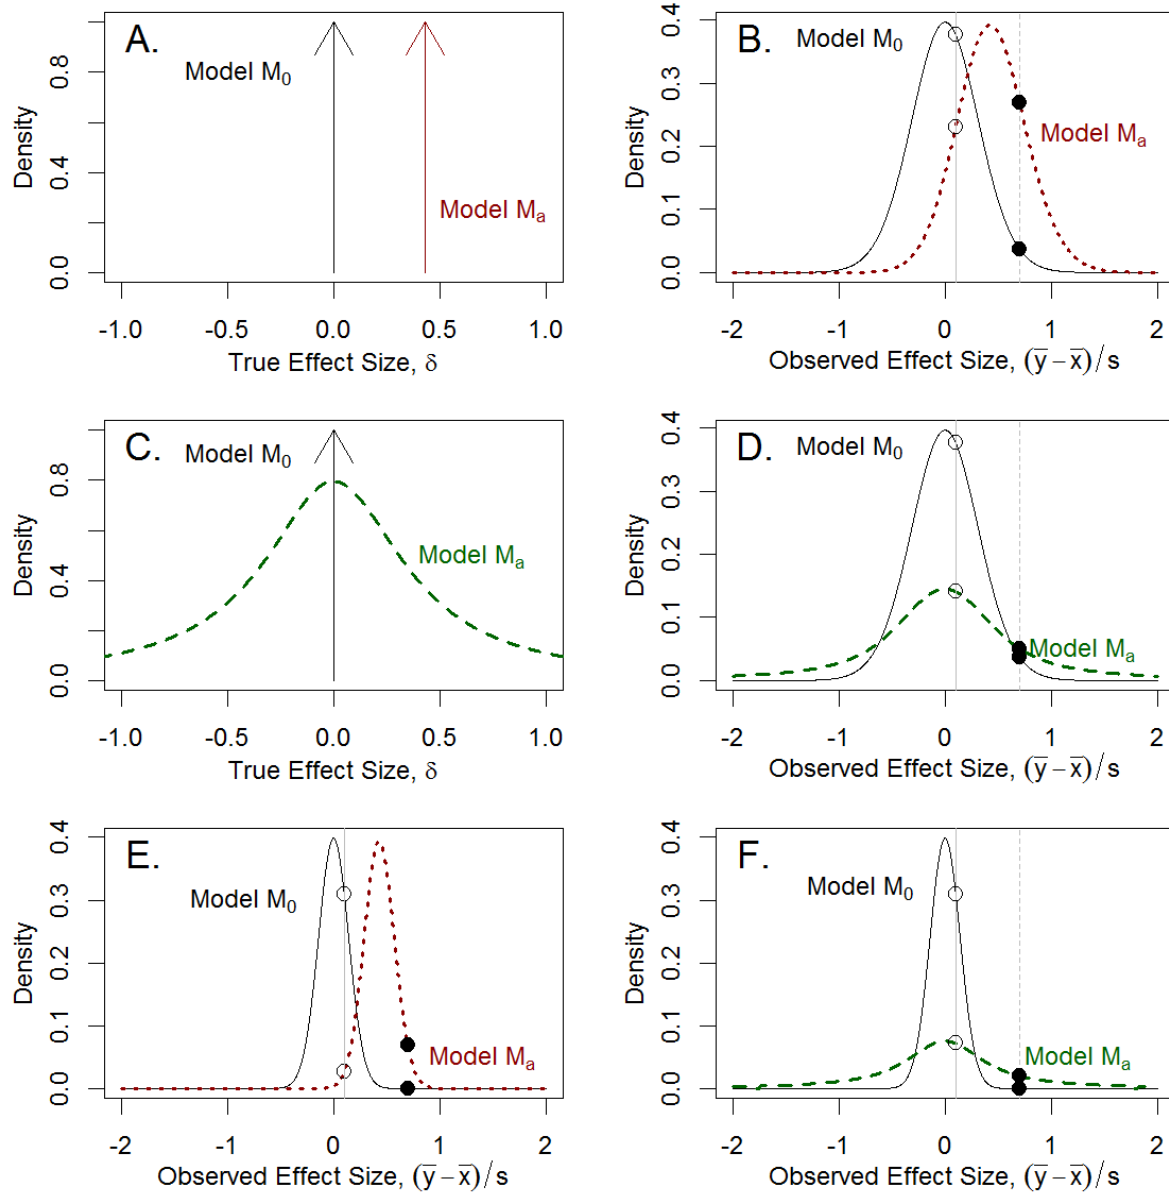 A.
Model M₀
Model Mₐ
Density
0.0 0.4 0.8
-1.0 -0.5 0.0 0.5 1.0
True Effect Size, δ
B.
Model M₀
Model Mₐ
Density
0.0 0.1 0.2 0.3 0.4
-2 -1 0 1 2
Observed Effect Size, (y̅ − x̅)/s
C.
Model M₀
Model Mₐ
Density
0.0 0.4 0.8
-1.0 -0.5 0.0 0.5 1.0
True Effect Size, δ
D.
Model M₀
Model Mₐ
Density
0.0 0.1 0.2 0.3 0.4
-2 -1 0 1 2
Observed Effect Size, (y̅ − x̅)/s
E.
Model M₀
Model Mₐ
Density
0.0 0.1 0.2 0.3 0.4
-2 -1 0 1 2
Observed Effect Size, (y̅ − x̅)/s
F.
Model M₀
Model Mₐ
Density
0.0 0.1 0.2 0.3 0.4
-2 -1 0 1 2
Observed Effect Size, (y̅ − x̅)/s